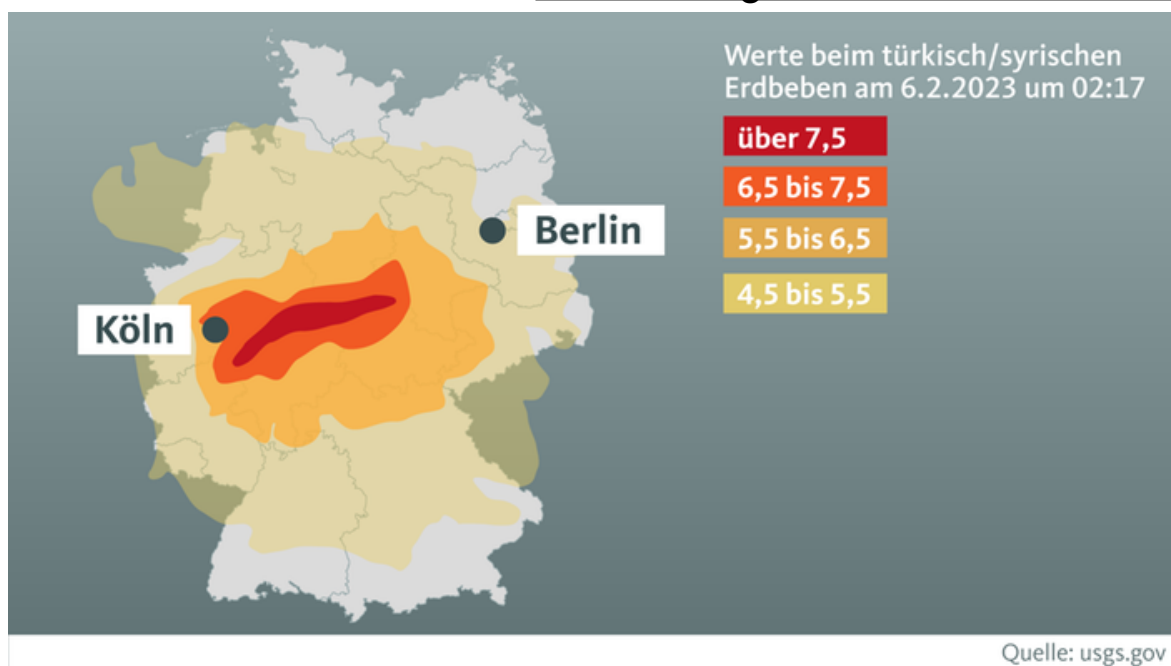 Werte beim türkisch/syrischen
Erdbeben am 6.2.2023 um 02:17
über 7,5
6,5 bis 7,5
5,5 bis 6,5
4,5 bis 5,5
Berlin
Köln
Quelle: usgs.gov